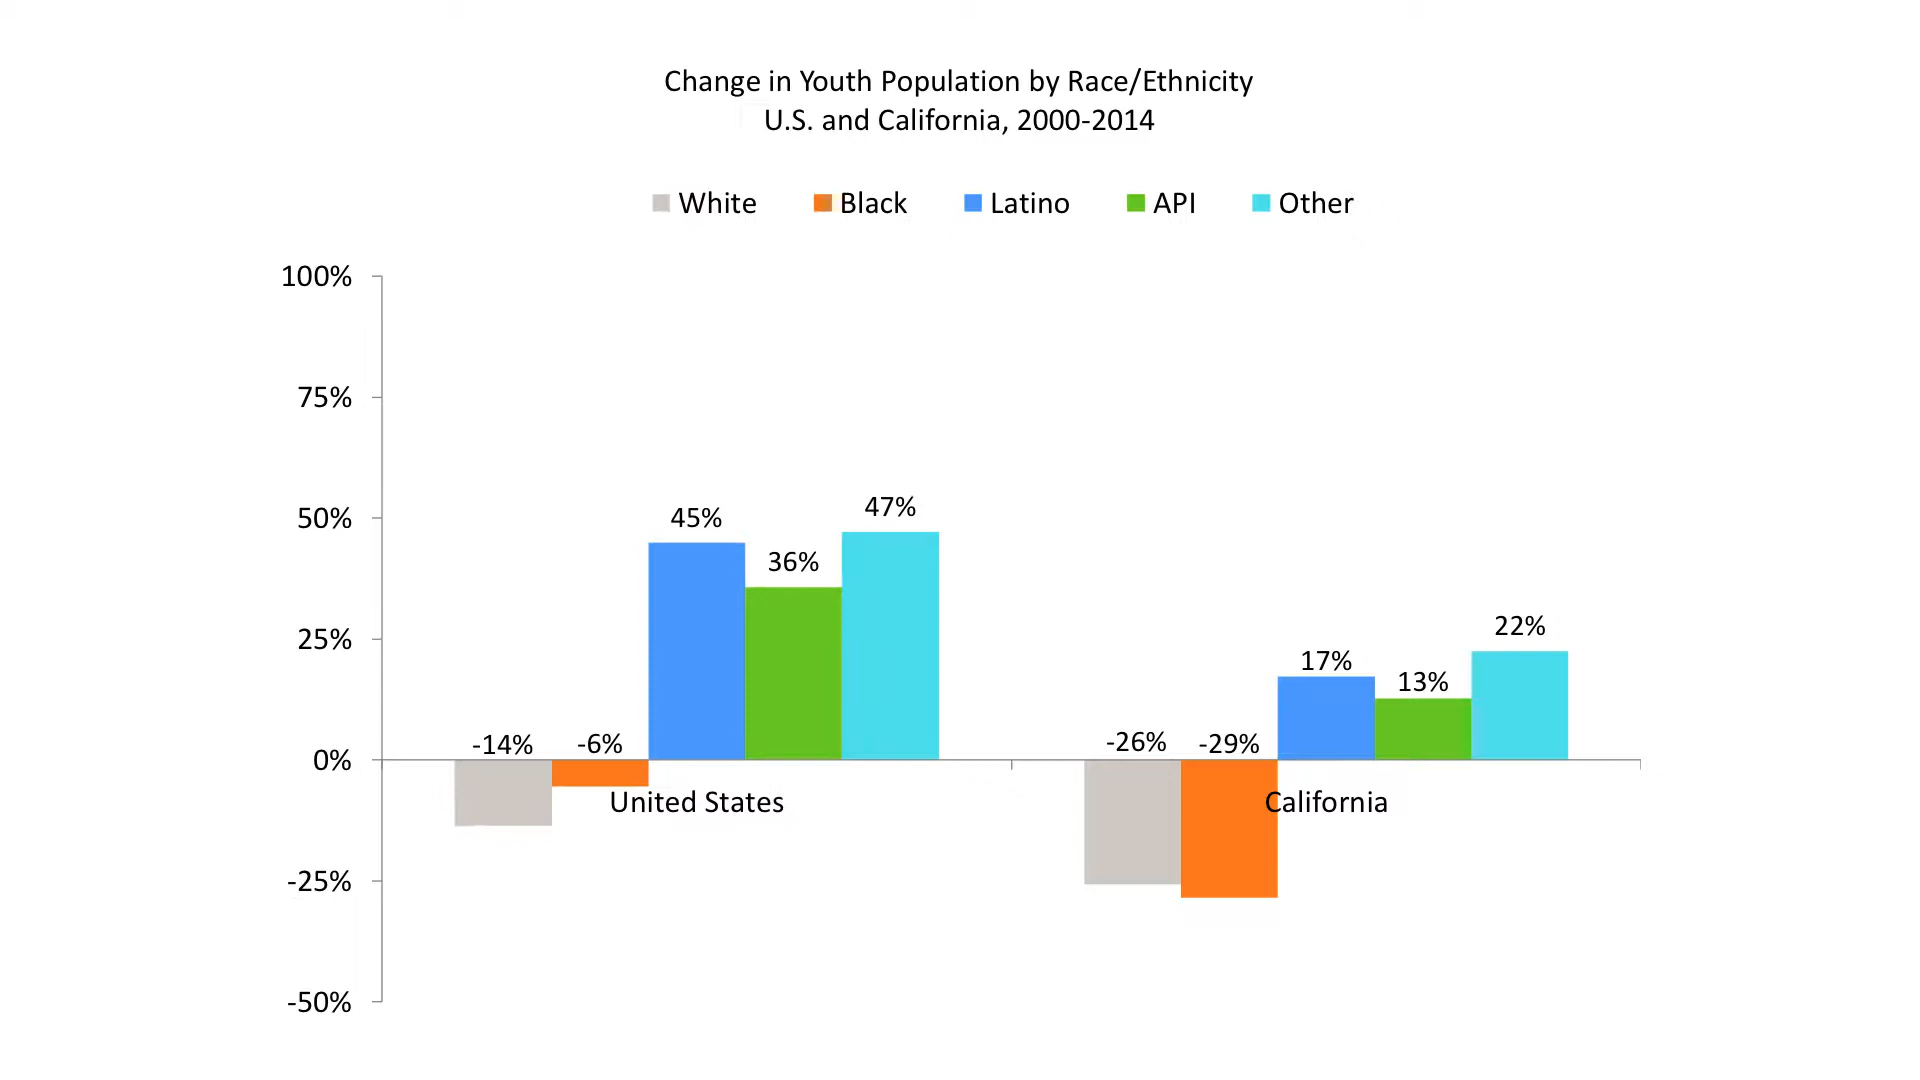 Change in Youth Population by Race/Ethnicity
U.S. and California, 2000-2014
White Black Latino API Other
100%
75%
50%
25%
0%
-25%
-50%
-14% -6% 45% 36% 47%
-26% -29% 17% 13% 22%
United States California